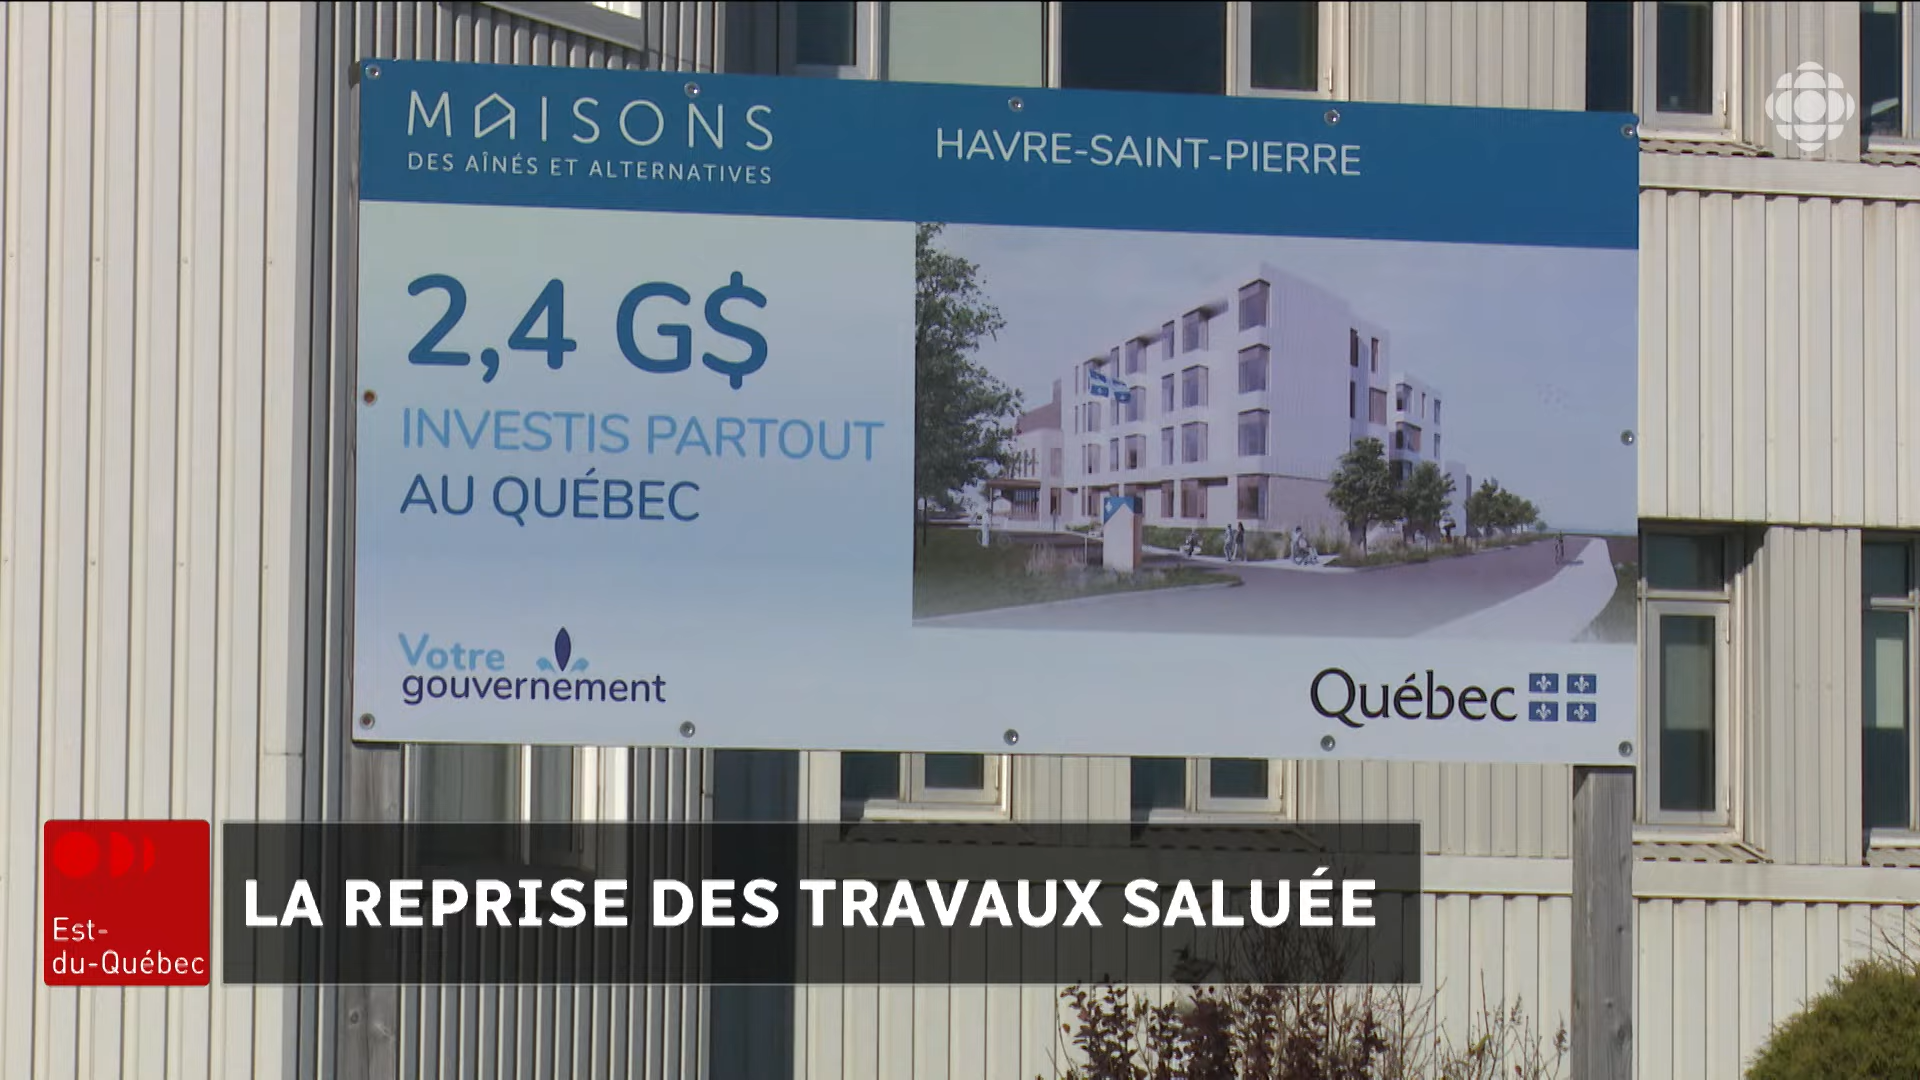 MAISONS
DES AÎNÉS ET ALTERNATIVES
HAVRE-SAINT-PIERRE
2,4 G$
INVESTIS PARTOUT
AU QUÉBEC
Votre
gouvernement
Québec
Est-
du-Québec
LA REPRISE DES TRAVAUX SALUÉE